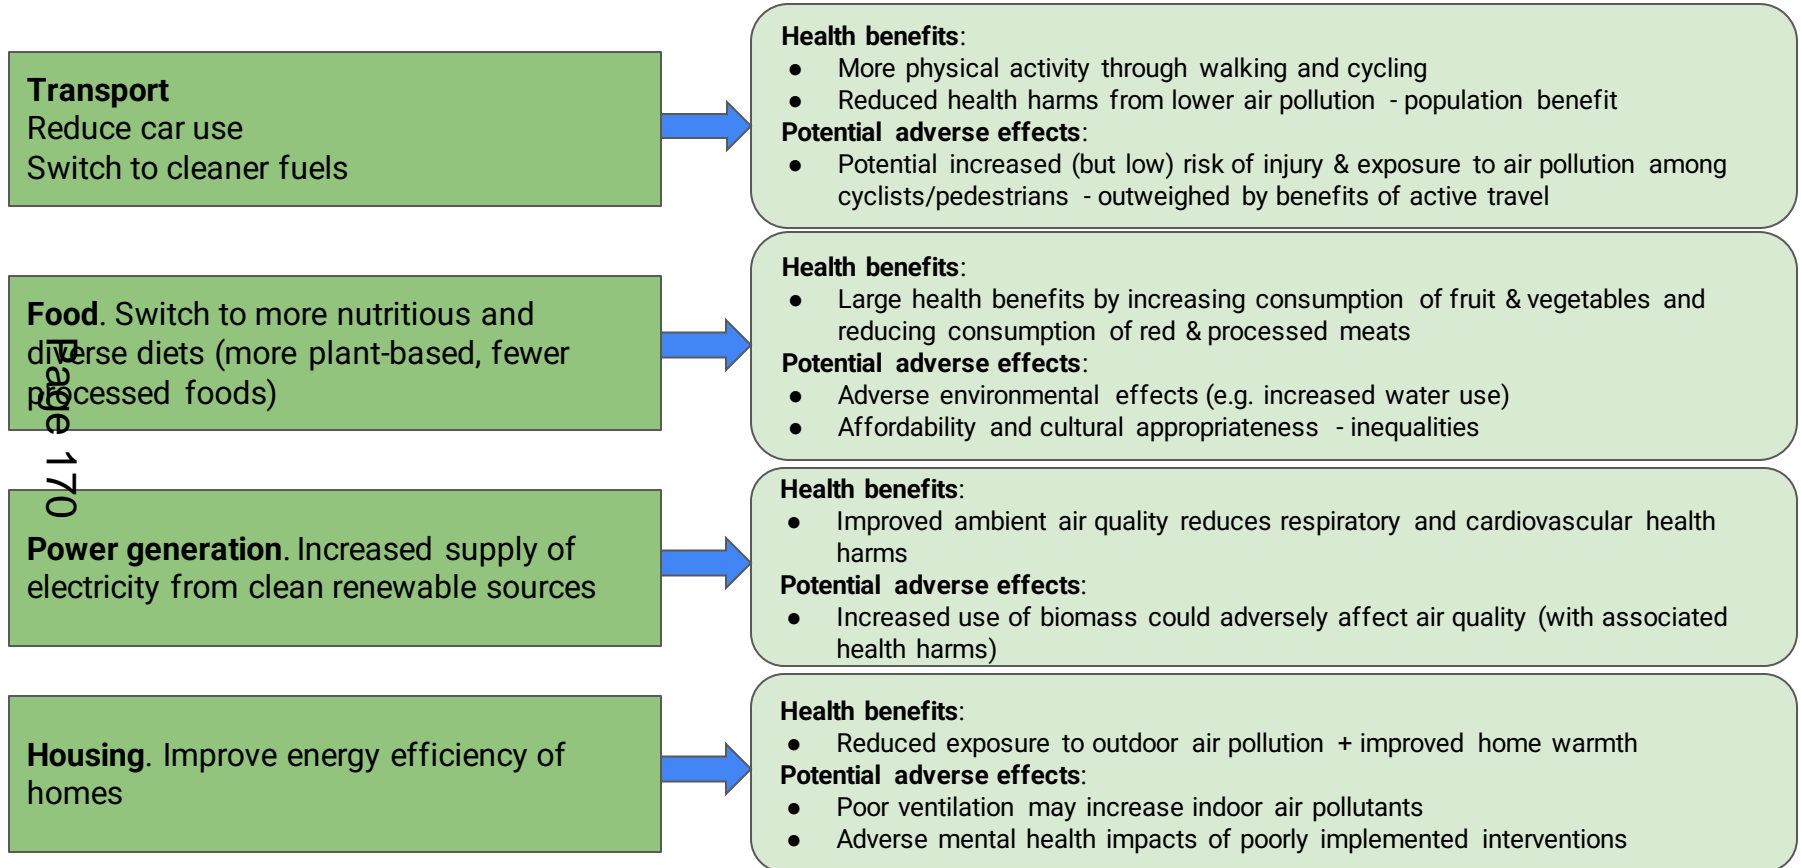 Transport
Reduce car use
Switch to cleaner fuels
Health benefits:
● More physical activity through walking and cycling
● Reduced health harms from lower air pollution - population benefit
Potential adverse effects:
● Potential increased (but low) risk of injury & exposure to air pollution among
cyclists/pedestrians - outweighed by benefits of active travel
Food. Switch to more nutritious and
diverse diets (more plant-based, fewer
processed foods)
Health benefits:
● Large health benefits by increasing consumption of fruit & vegetables and
reducing consumption of red & processed meats
Potential adverse effects:
● Adverse environmental effects (e.g. increased water use)
● Affordability and cultural appropriateness - inequalities
Page 170
Power generation. Increased supply of
electricity from clean renewable sources
Health benefits:
● Improved ambient air quality reduces respiratory and cardiovascular health
harms
Potential adverse effects:
● Increased use of biomass could adversely affect air quality (with associated
health harms)
Housing. Improve energy efficiency of
homes
Health benefits:
● Reduced exposure to outdoor air pollution + improved home warmth
Potential adverse effects:
● Poor ventilation may increase indoor air pollutants
● Adverse mental health impacts of poorly implemented interventions